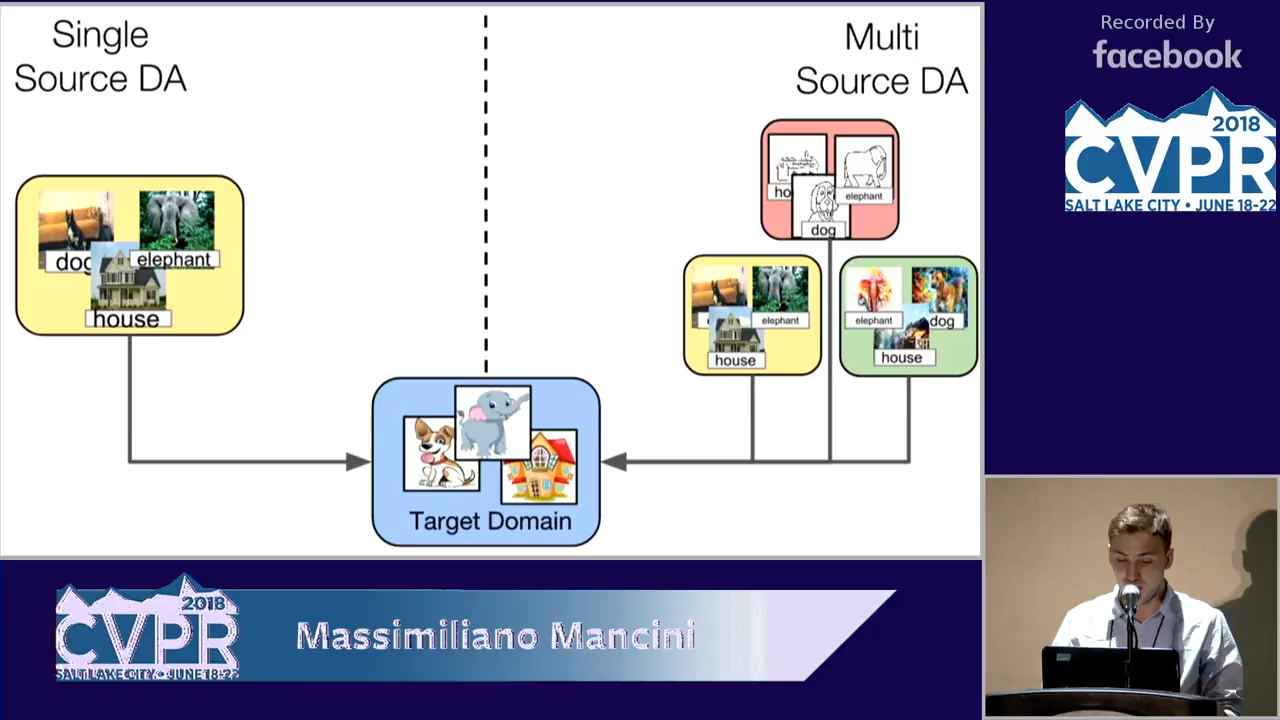 Single
Source DA
Multi
Source DA
dog
elephant
house
ho
elephant
dog
elephant
house
elephant
dog
house
Target Domain
Recorded By
facebook
2018
CVPR
SALT LAKE CITY • JUNE 18-22
2018
CVPR
SALT LAKE CITY • JUNE 18-22
Massimiliano Mancini